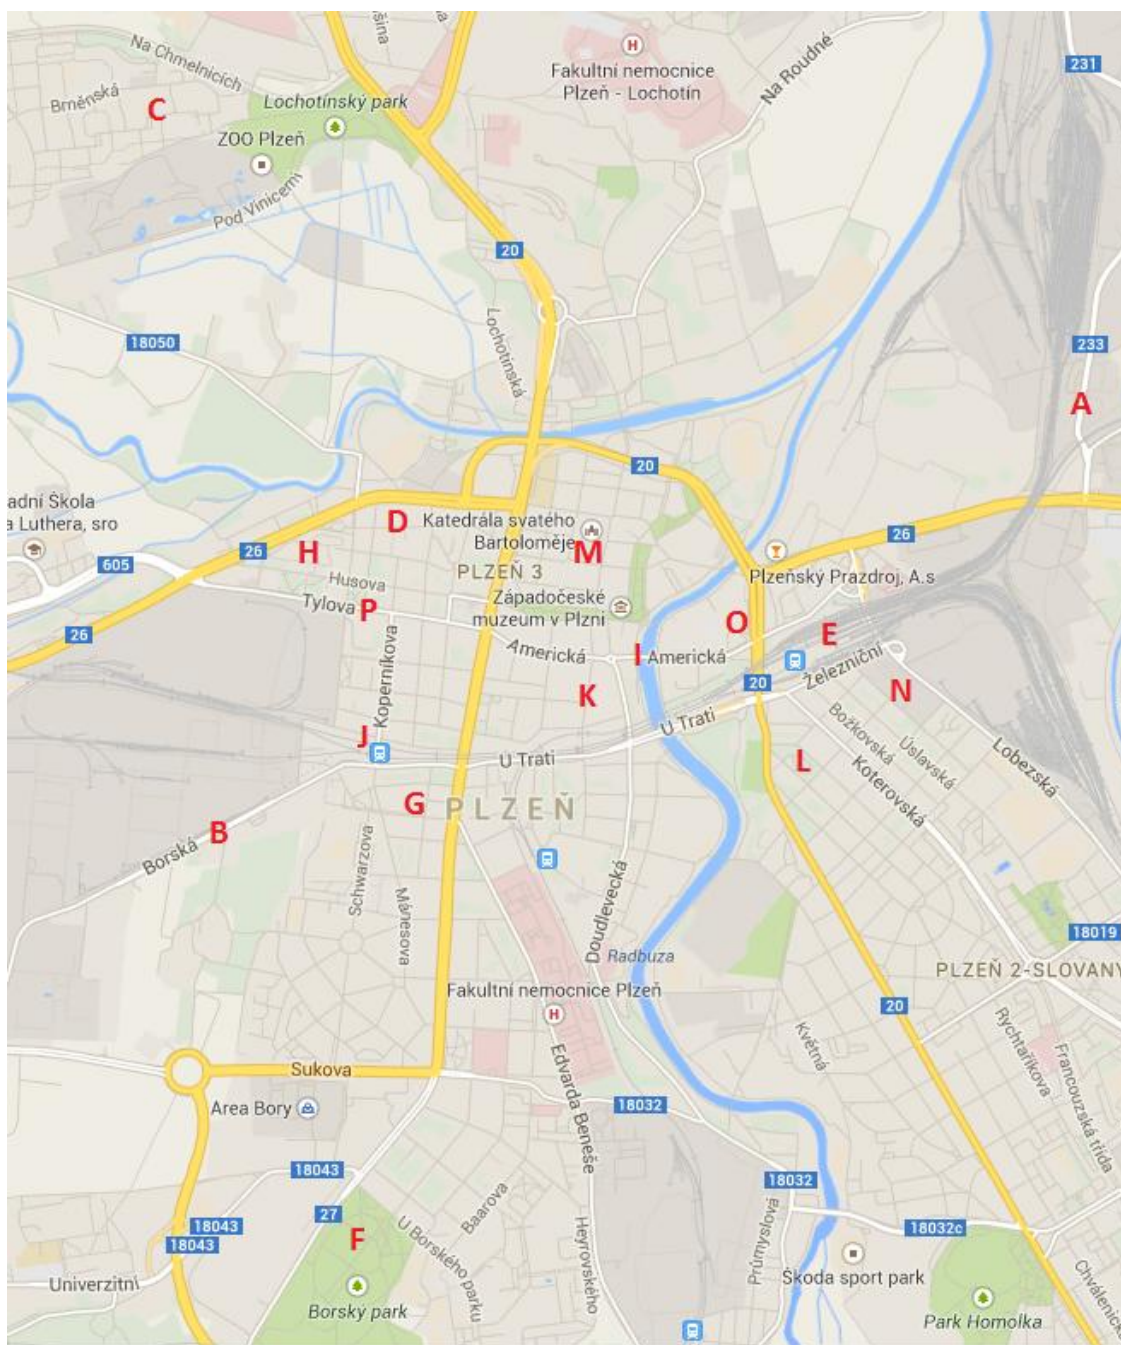 Na Chmelnicích
Brněnská
C
Lochotínský park
ZOO Plzeň
Pod Vinicemi
H
Fakultní nemocnice
Plzeň - Lochotín
Na Roudné
231
20
Lochotínská
18050
233
A
20
adní Škola
a Luthera, sro
D
Katedrála svatého
Bartoloměje
M
H
26
605
Husova
PLZEŇ 3
26
Plzeňský Prazdroj, A.s
Tylova
P
Západočeské
muzeum v Plzni
O
E
26
Americká
I
Americká
Železniční
Koperníkova
K
20
N
J
U Trati
U Trati
Božkovská
Úslavská
Lobezská
L
Koterovská
G
PLZEŇ
B
Borská
Schwarzova
Mánesova
Doudlevecká
Radbuza
18019
PLZEŇ 2-SLOVANY
Fakultní nemocnice Plzeň
H
20
Květná
Rychtaříkova
Francouzská třída
Sukova
Area Bory
Edvarda Beneše
18032
18043
18032
27
18043
18043
F
U Borského parku
Baarova
Heyrovského
Průmyslová
18032c
Univerzitní
Borský park
Škoda sport park
Park Homolka
Chválenická